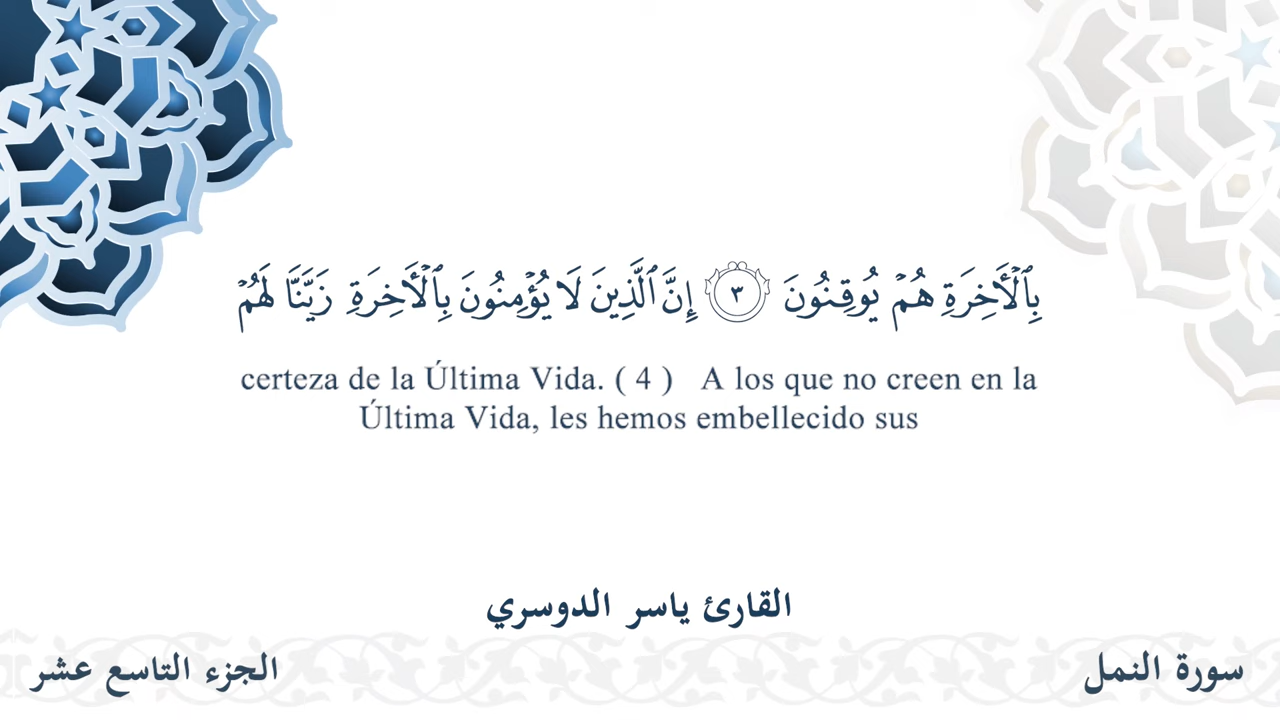 بِٱلْأَخِرَةِ هُمْ يُوقِنُونَ ٣ إِنَّ ٱلَّذِينَ لَا يُؤْمِنُونَ بِٱلْأَخِرَةِ زَيَّنَّا لَهُمْ
certeza de la Última Vida. ( 4 ) A los que no creen en la
Última Vida, les hemos embellecido sus
القارئ ياسر الدوسري
سورة النمل
الجزء التاسع عشر